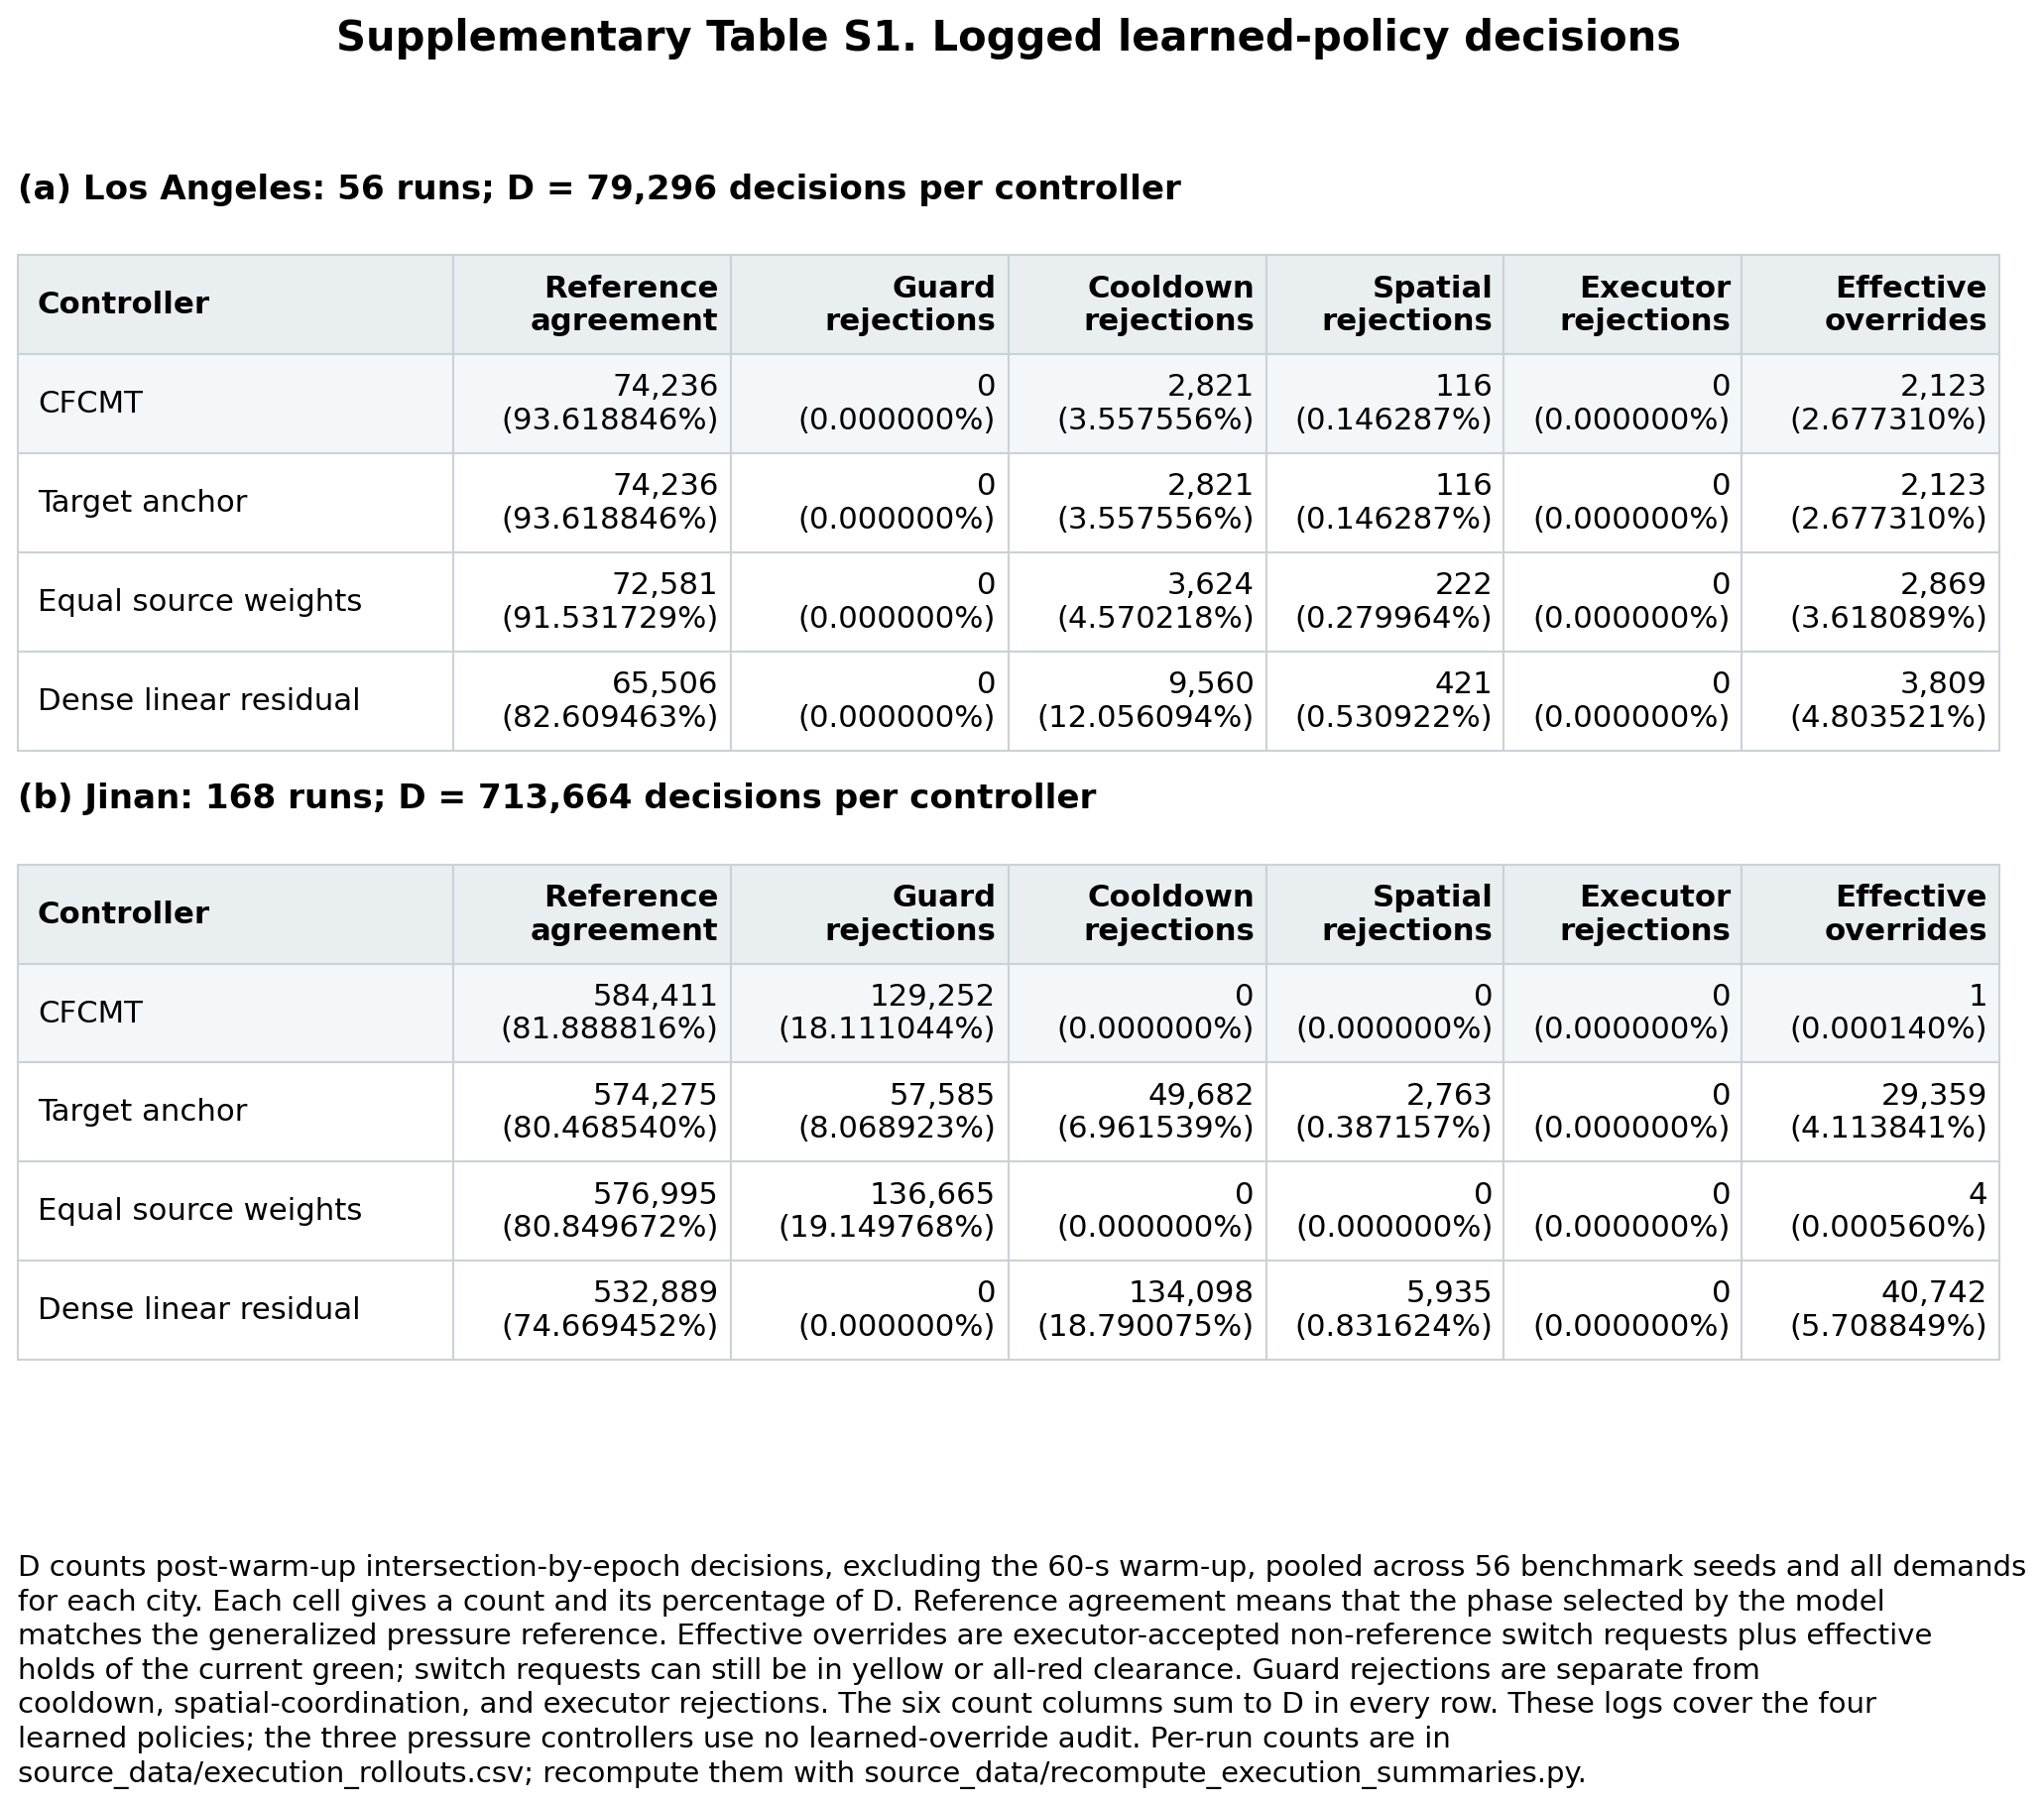 Supplementary Table S1. Logged learned-policy decisions
(a) Los Angeles: 56 runs; D = 79,296 decisions per controller
Controller Reference agreement Guard rejections Cooldown rejections Spatial rejections Executor rejections Effective overrides
CFCMT 74,236 (93.618846%) 0 (0.000000%) 2,821 (3.557556%) 116 (0.146287%) 0 (0.000000%) 2,123 (2.677310%)
Target anchor 74,236 (93.618846%) 0 (0.000000%) 2,821 (3.557556%) 116 (0.146287%) 0 (0.000000%) 2,123 (2.677310%)
Equal source weights 72,581 (91.531729%) 0 (0.000000%) 3,624 (4.570218%) 222 (0.279964%) 0 (0.000000%) 2,869 (3.618089%)
Dense linear residual 65,506 (82.609463%) 0 (0.000000%) 9,560 (12.056094%) 421 (0.530922%) 0 (0.000000%) 3,809 (4.803521%)
(b) Jinan: 168 runs; D = 713,664 decisions per controller
Controller Reference agreement Guard rejections Cooldown rejections Spatial rejections Executor rejections Effective overrides
CFCMT 584,411 (81.888816%) 129,252 (18.111044%) 0 (0.000000%) 0 (0.000000%) 0 (0.000000%) 1 (0.000140%)
Target anchor 574,275 (80.468540%) 57,585 (8.068923%) 49,682 (6.961539%) 2,763 (0.387157%) 0 (0.000000%) 29,359 (4.113841%)
Equal source weights 576,995 (80.849672%) 136,665 (19.149768%) 0 (0.000000%) 0 (0.000000%) 0 (0.000000%) 4 (0.000560%)
Dense linear residual 532,889 (74.669452%) 0 (0.000000%) 134,098 (18.790075%) 5,935 (0.831624%) 0 (0.000000%) 40,742 (5.708849%)
D counts post-warm-up intersection-by-epoch decisions, excluding the 60-s warm-up, pooled across 56 benchmark seeds and all demands
for each city. Each cell gives a count and its percentage of D. Reference agreement means that the phase selected by the model
matches the generalized pressure reference. Effective overrides are executor-accepted non-reference switch requests plus effective
holds of the current green; switch requests can still be in yellow or all-red clearance. Guard rejections are separate from
cooldown, spatial-coordination, and executor rejections. The six count columns sum to D in every row. These logs cover the four
learned policies; the three pressure controllers use no learned-override audit. Per-run counts are in
source_data/execution_rollouts.csv; recompute them with source_data/recompute_execution_summaries.py.